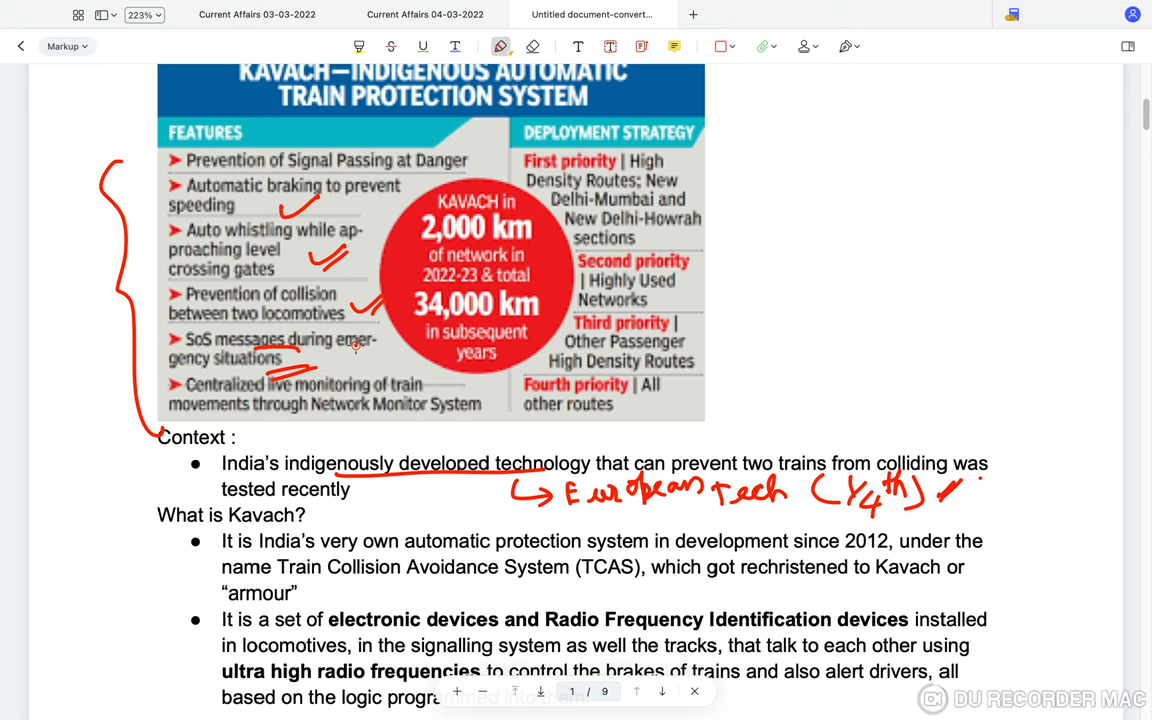 223%
Current Affairs 03-03-2022
Current Affairs 04-03-2022
Untitled document-convert...
Markup
KAVACH—INDIGENOUS AUTOMATIC
TRAIN PROTECTION SYSTEM
FEATURES
Prevention of Signal Passing at Danger
Automatic braking to prevent
speeding
Auto whistling while ap-
proaching level
crossing gates
Prevention of collision
between two locomotives
SoS messages during emer-
gency situations
Centralized live monitoring of train
movements through Network Monitor System
KAVACH in
2,000 km
of network in
2022-23 & total
34,000 km
in subsequent
years
DEPLOYMENT STRATEGY
First priority | High
Density Routes; New
Delhi-Mumbai and
New Delhi-Howrah
sections
Second priority
| Highly Used
Networks
Third priority |
Other Passenger
High Density Routes
Fourth priority | All
other routes
Context :
● India's indigenously developed technology that can prevent two trains from colliding was
tested recently
European tech (1/4th)
What is Kavach?
● It is India's very own automatic protection system in development since 2012, under the
name Train Collision Avoidance System (TCAS), which got rechristened to Kavach or
“armour”
● It is a set of electronic devices and Radio Frequency Identification devices installed
in locomotives, in the signalling system as well the tracks, that talk to each other using
ultra high radio frequencies to control the brakes of trains and also alert drivers, all
based on the logic
1 / 9
DU RECORDER MAC